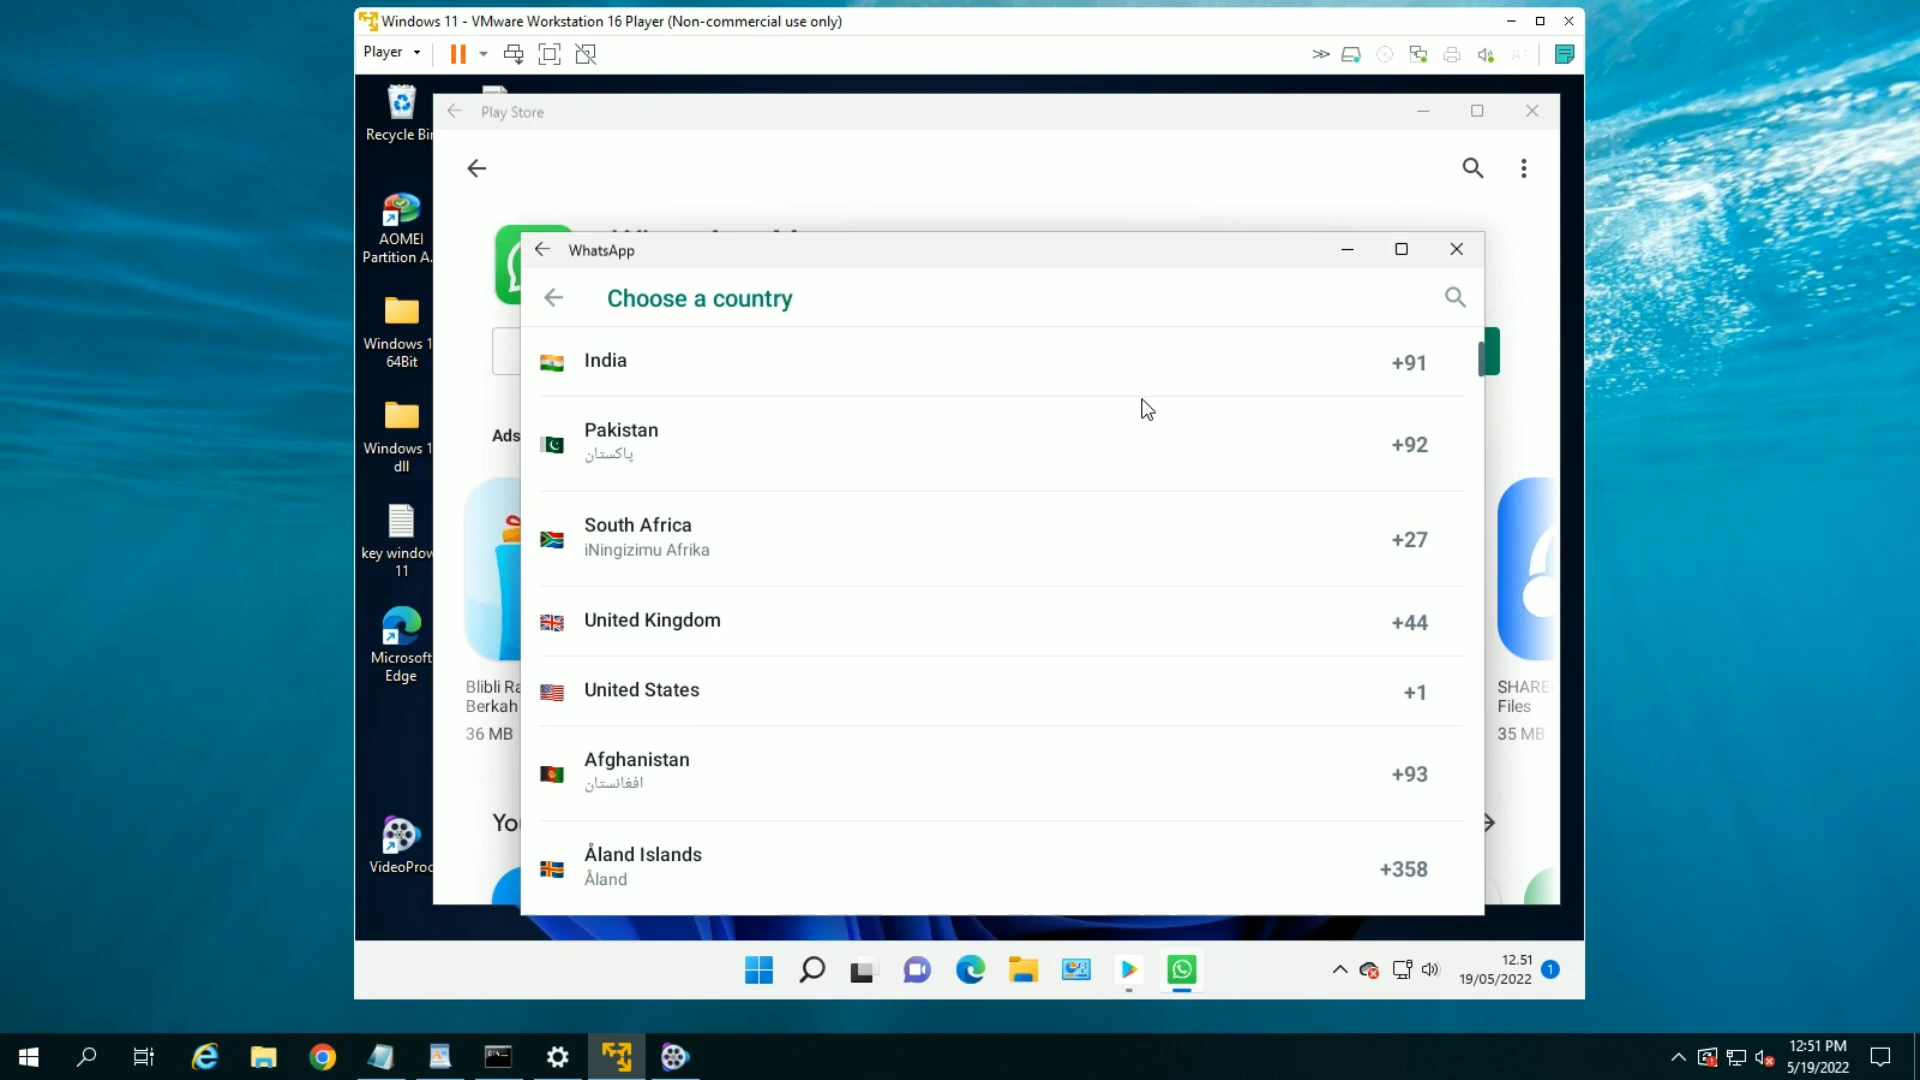 Windows 11 - VMware Workstation 16 Player (Non-commercial use only)
Player
Recycle Bin
Play Store
AOMEI
Partition A.
Windows 1
64Bit
Windows 1
dll
key window
11
Microsoft
Edge
VideoProc
WhatsApp
Choose a country
India
+91
Pakistan
پاکستان
+92
South Africa
iNingizimu Afrika
+27
United Kingdom
+44
United States
+1
Afghanistan
افغانستان
+93
Åland Islands
Åland
+358
Ads
Blibli Ra
Berkah
36 MB
You
SHARE
Files
35 MB
12.51
19/05/2022
1
12:51 PM
5/19/2022